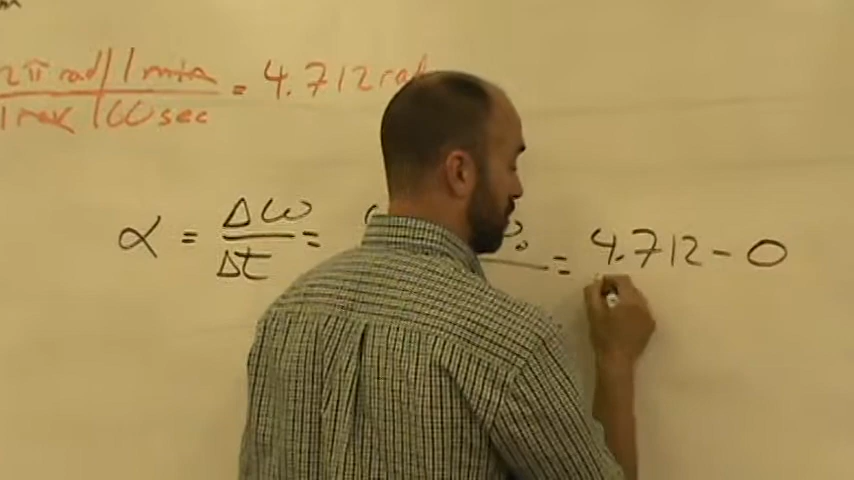 2π rad/1 min = 4.712 rad
1 rev 60 sec
α = Δω = = 4.712 - 0
Δt